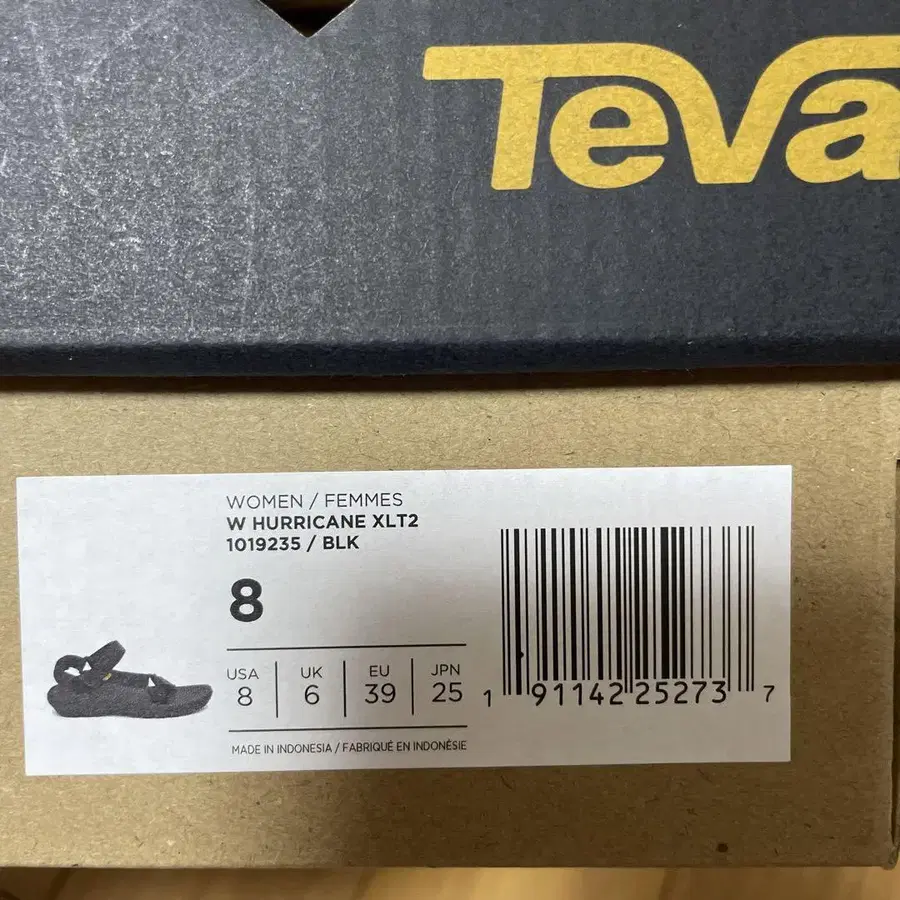 Teva
WOMEN / FEMMES
W HURRICANE XLT2
1019235 / BLK
8
USA UK EU JPN
8 6 39 25
MADE IN INDONESIA / FABRIQUÉ EN INDONÉSIE
1 91142 25273 7